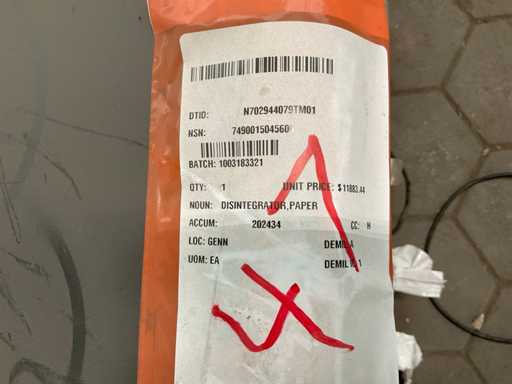 DTID: N702944079TM01
NSN: 749001504560
BATCH: 1003183321
QTY: 1 UNIT PRICE: $11883.44
NOUN: DISINTEGRATOR,PAPER
ACCUM: 202434 CC: H
LOC: GENN DEMIL A
UOM: EA DEMIL 1